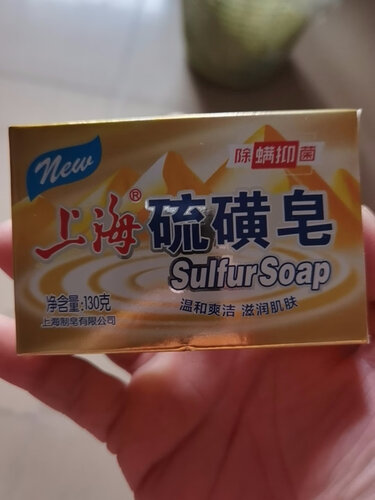 New
除螨抑菌
上海®硫磺皂
Sulfur Soap
温和爽洁 滋润肌肤
净含量:130克
上海制皂有限公司